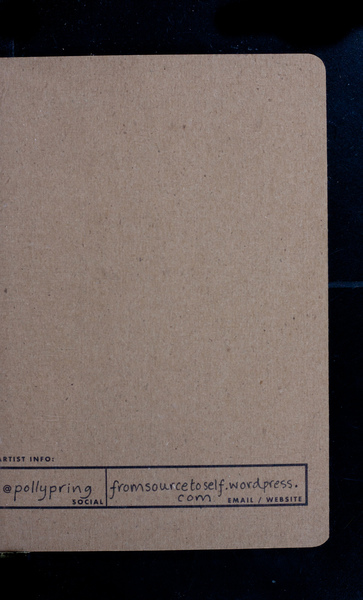 ARTIST INFO:
@pollypring
SOCIAL
fromsourcetoself.wordpress.
com
EMAIL / WEBSITE